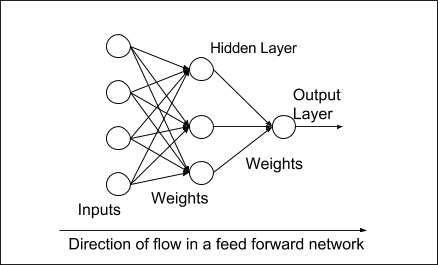 Hidden Layer
Output
Layer
Weights
Weights
Inputs
Direction of flow in a feed forward network